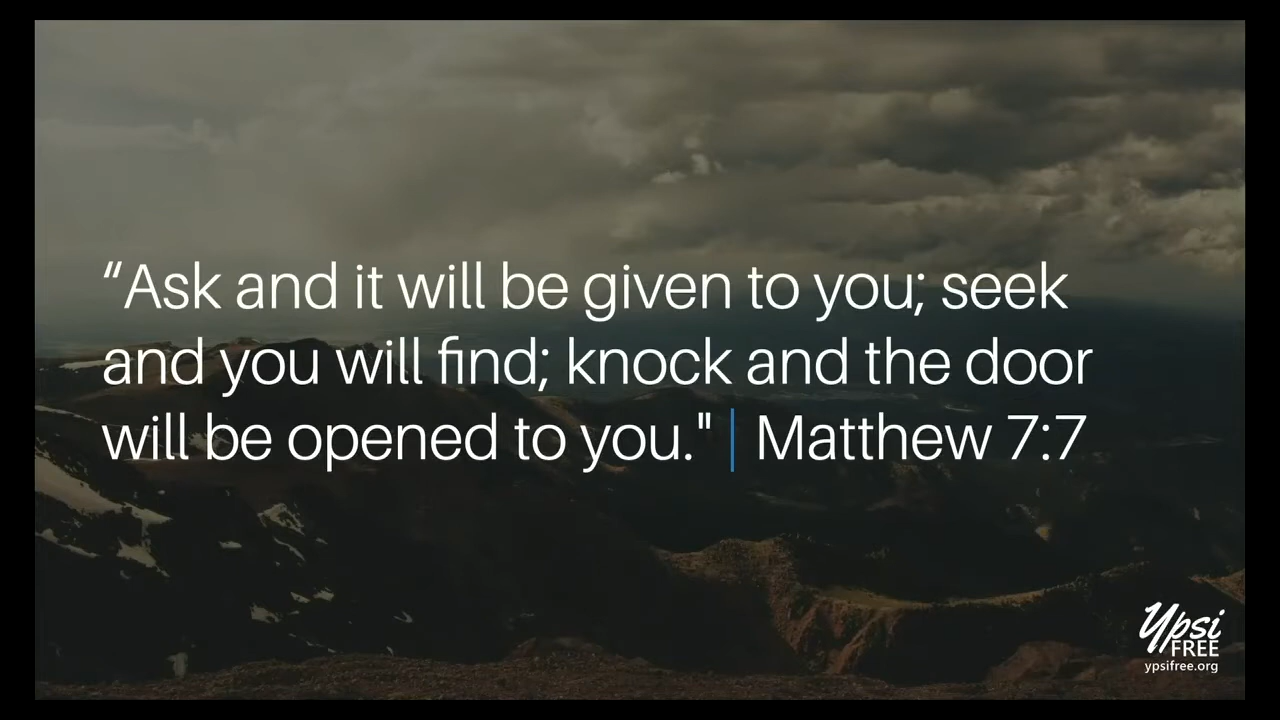 “Ask and it will be given to you; seek
and you will find; knock and the door
will be opened to you." | Matthew 7:7
Ypsi
FREE
ypsifree.org